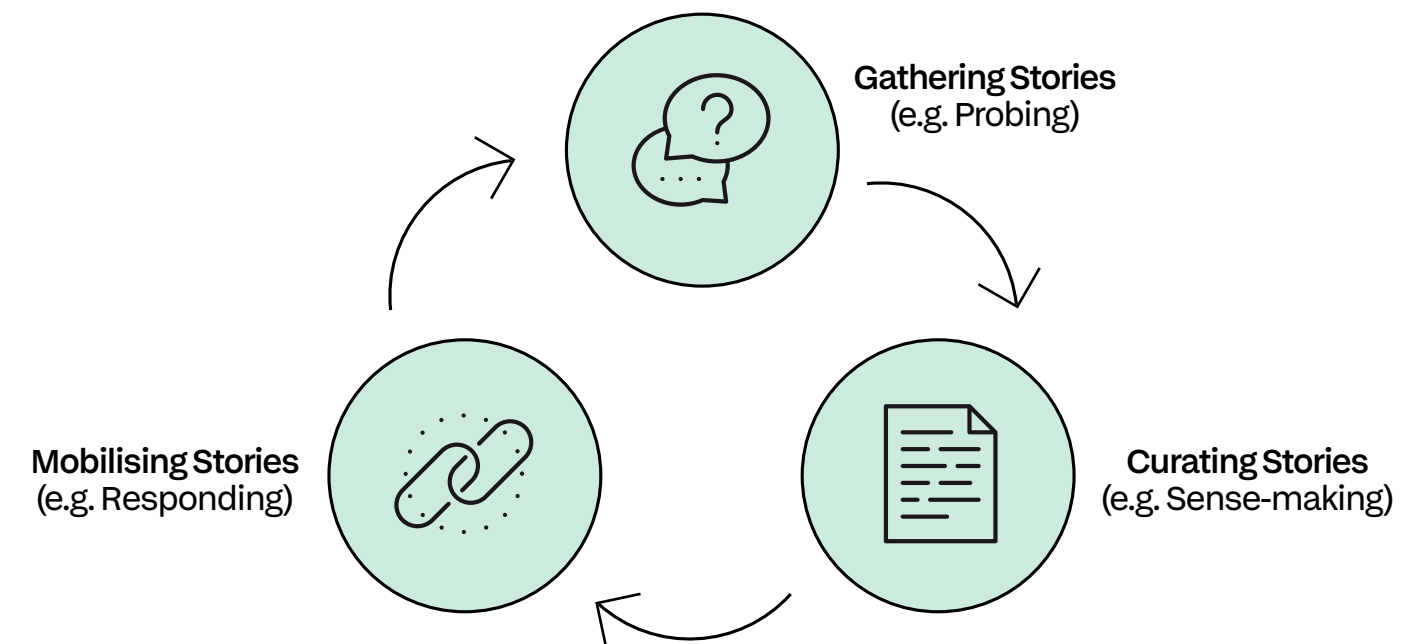 Gathering Stories
(e.g. Probing)
Mobilising Stories
(e.g. Responding)
Curating Stories
(e.g. Sense-making)